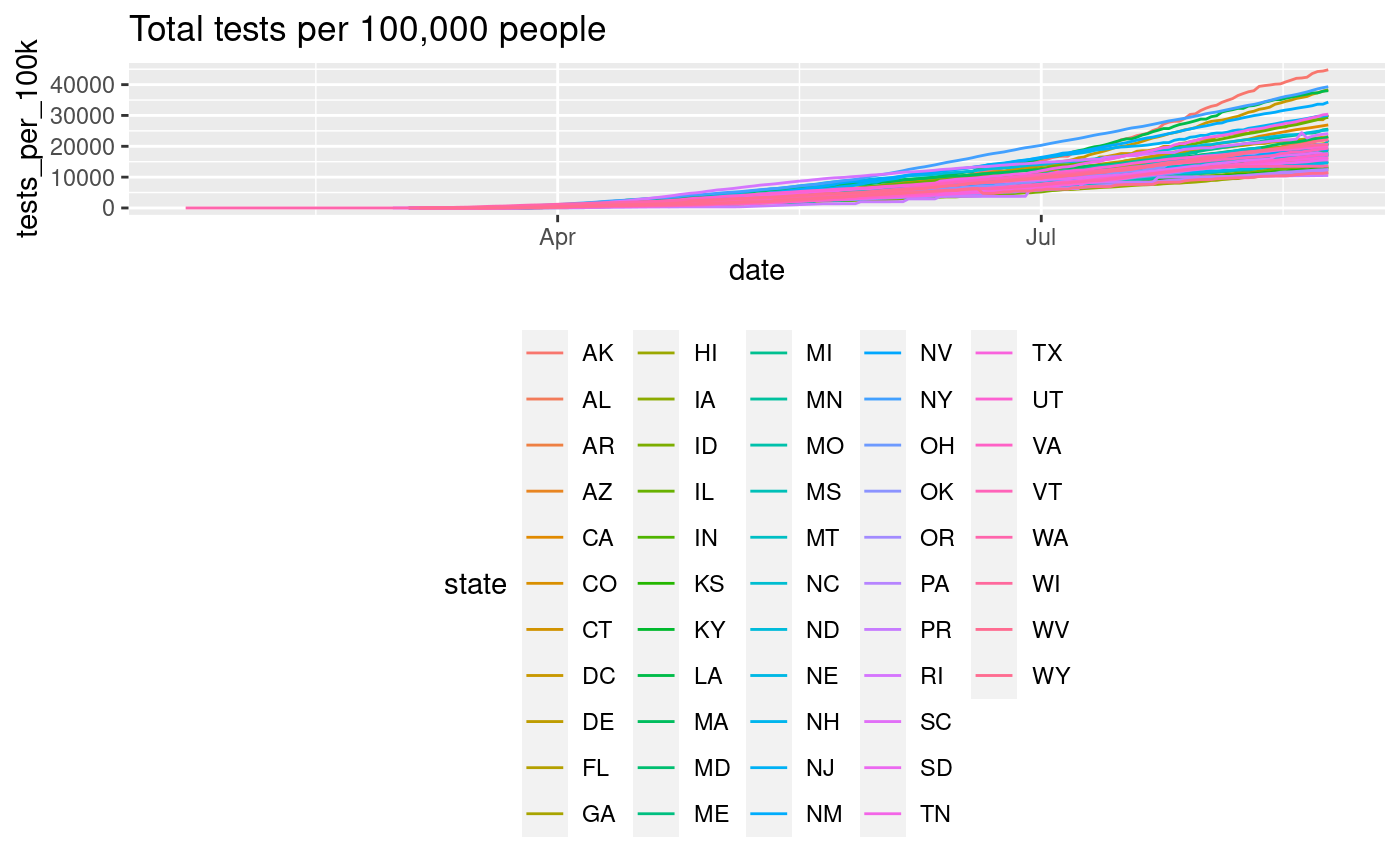 Total tests per 100,000 people
tests_per_100k
40000
30000
20000
10000
0
Apr Jul
date
state
AK HI MI NV TX
AL IA MN NY UT
AR ID MO OH VA
AZ IL MS OK VT
CA IN MT OR WA
CO KS NC PA WI
CT KY ND PR WV
DC LA NE RI WY
DE MA NH SC
FL MD NJ SD
GA ME NM TN